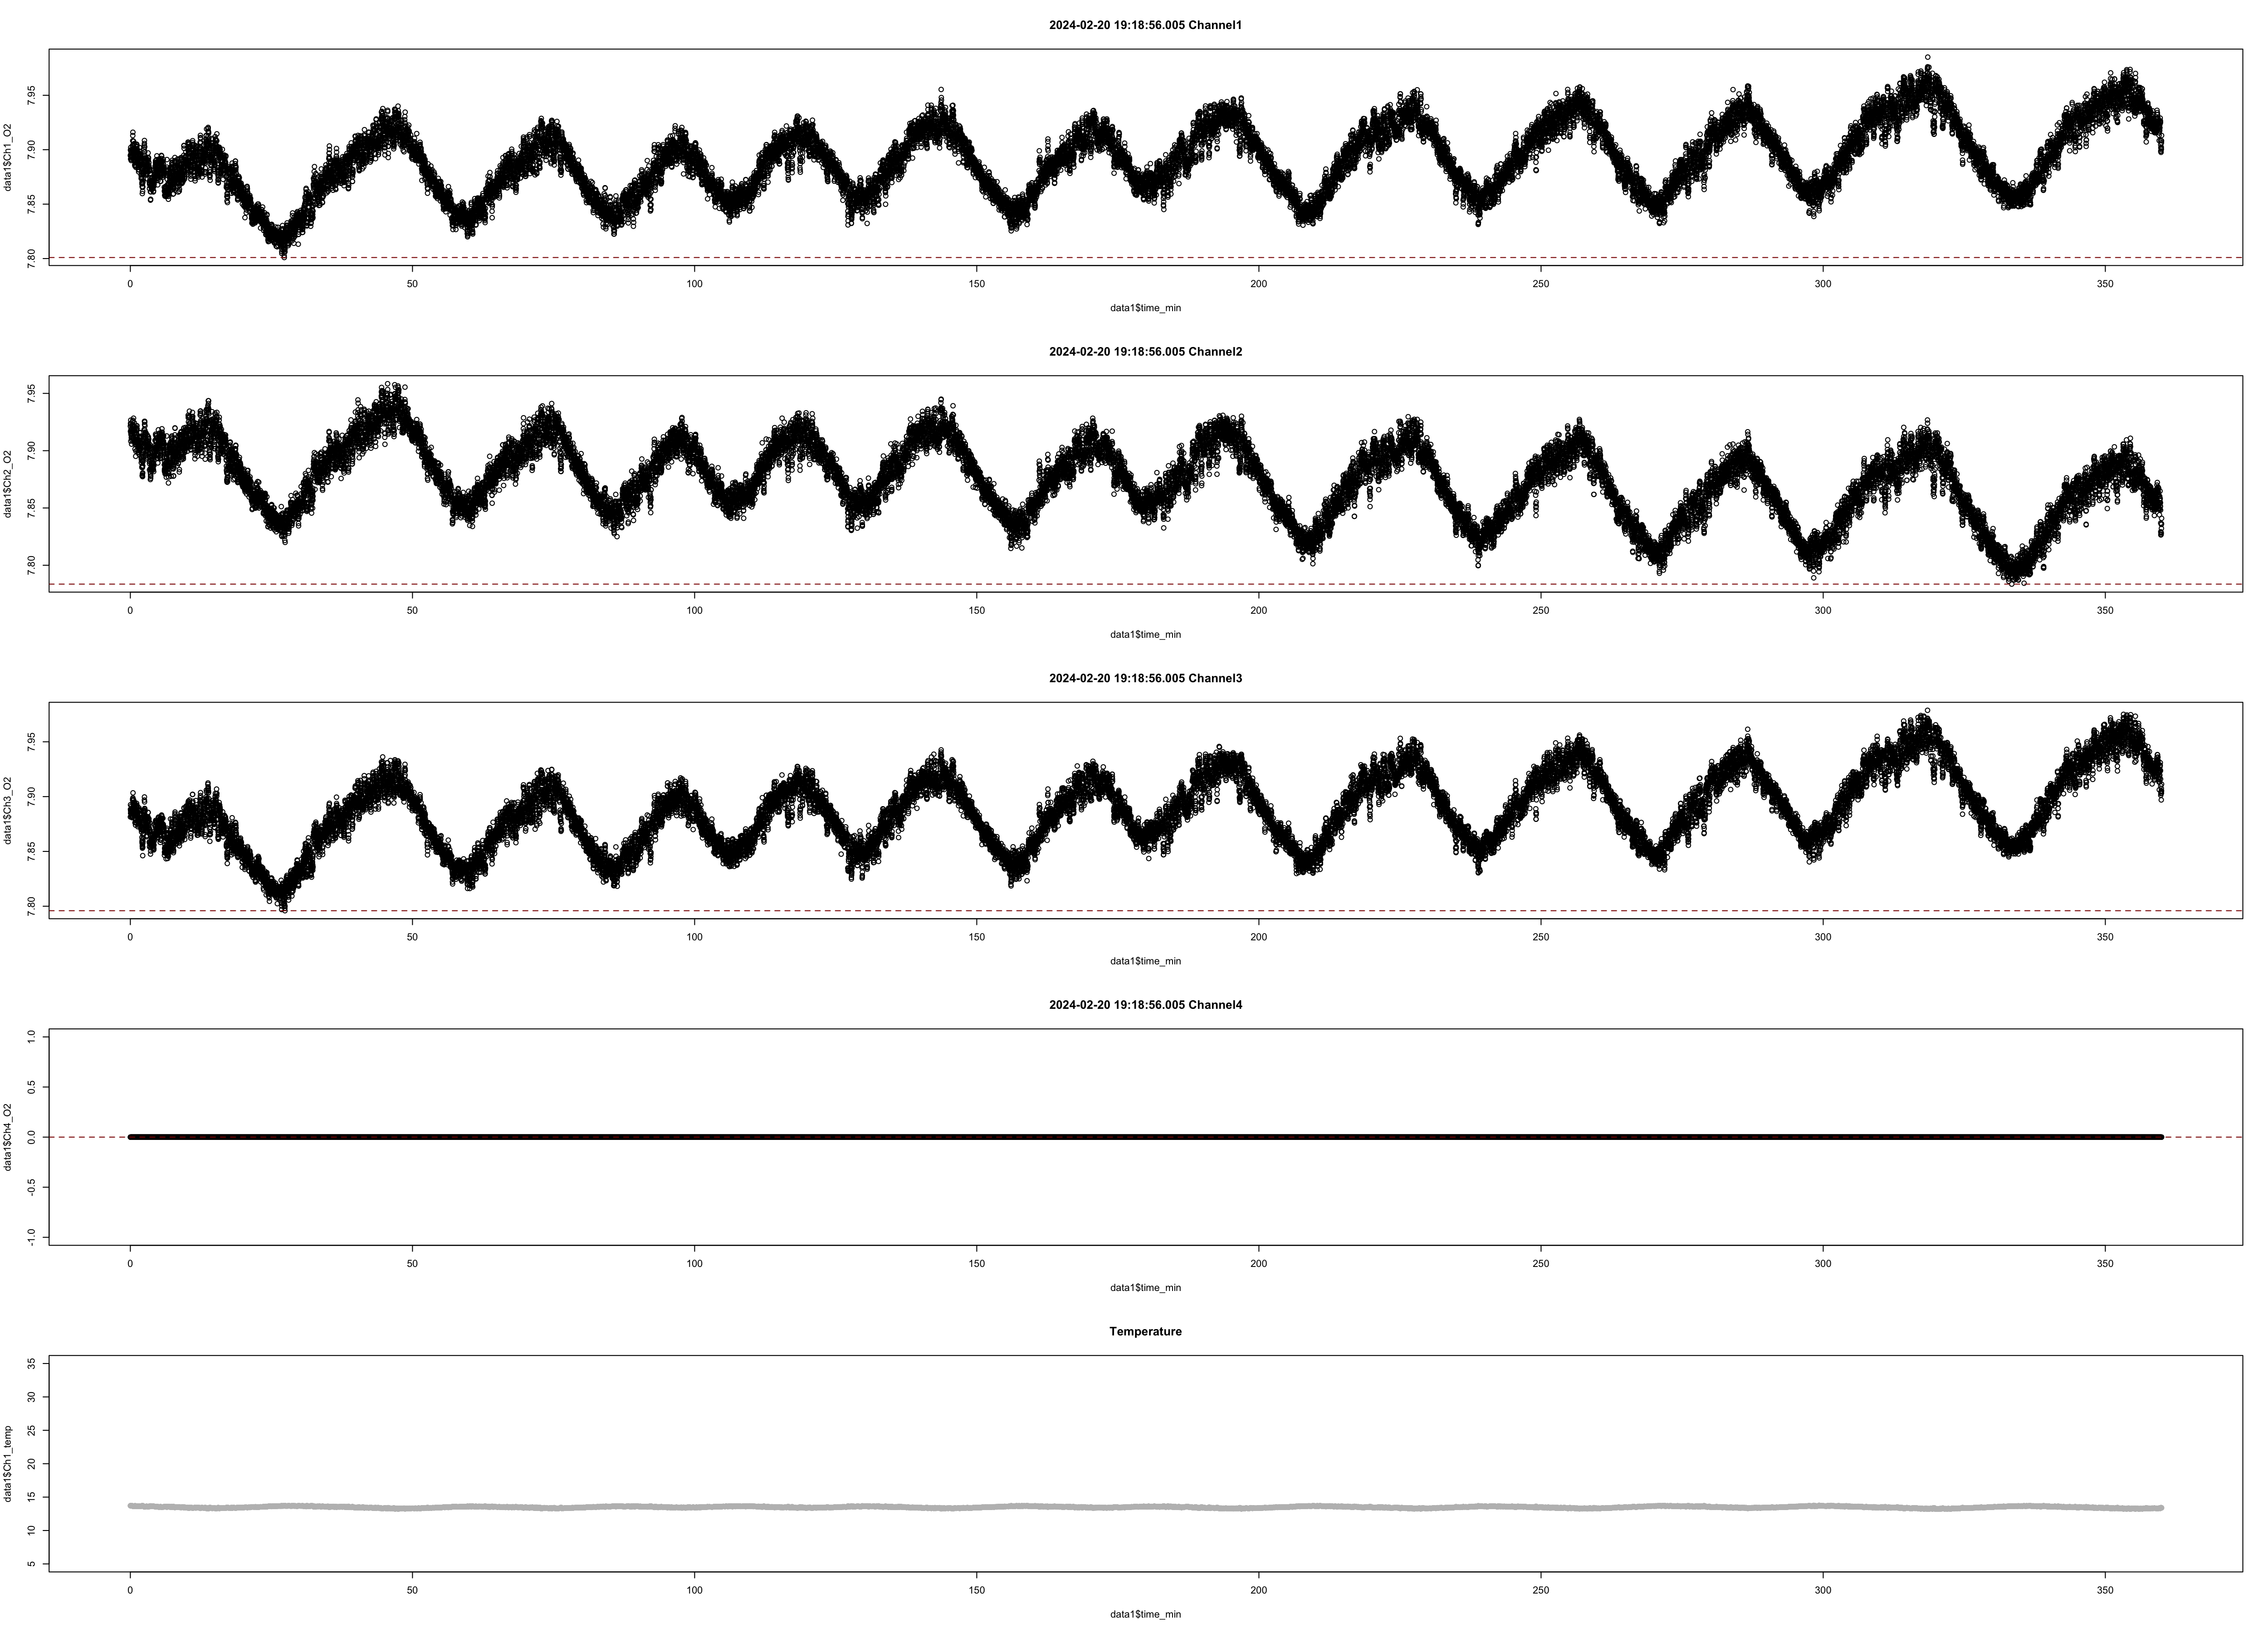 2024-02-20 19:18:56.005 Channel1
data1$Ch1_O2
7.95
7.90
7.85
7.80
0 50 100 150 200 250 300 350
data1$time_min
2024-02-20 19:18:56.005 Channel2
data1$Ch2_O2
7.95
7.90
7.85
7.80
0 50 100 150 200 250 300 350
data1$time_min
2024-02-20 19:18:56.005 Channel3
data1$Ch3_O2
7.95
7.90
7.85
7.80
0 50 100 150 200 250 300 350
data1$time_min
2024-02-20 19:18:56.005 Channel4
data1$Ch4_O2
1.0
0.5
0.0
-0.5
-1.0
0 50 100 150 200 250 300 350
data1$time_min
Temperature
data1$Ch1_temp
35
30
25
20
15
10
5
0 50 100 150 200 250 300 350
data1$time_min